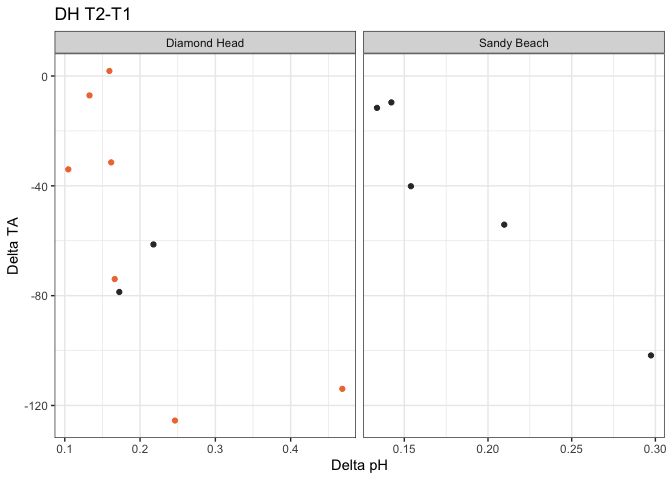 DH T2-T1
Diamond Head
Sandy Beach
0
-40
-80
-120
Delta TA
0.1 0.2 0.3 0.4
0.15 0.20 0.25 0.30
Delta pH